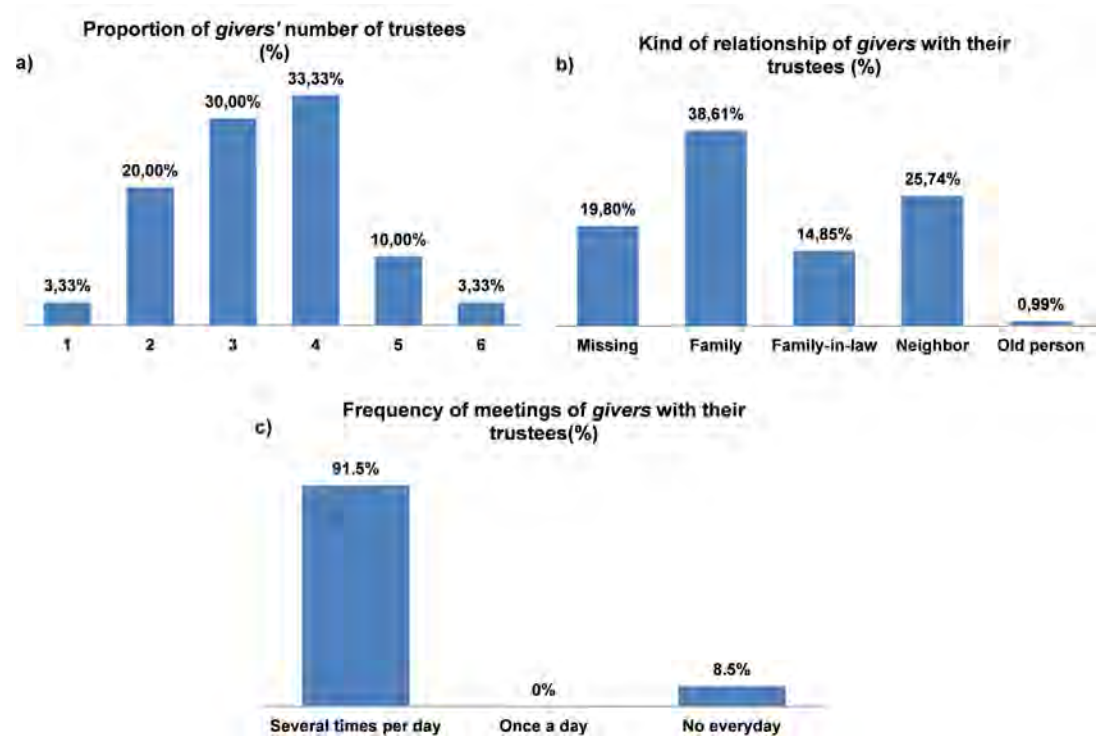 Proportion of givers' number of trustees
(%)
a)
33,33%
30,00%
20,00%
10,00%
3,33%
3,33%
1 2 3 4 5 6
Kind of relationship of givers with their
trustees (%)
b)
38,61%
25,74%
19,80%
14,85%
0,99%
Missing Family Family-in-law Neighbor Old person
Frequency of meetings of givers with their
trustees(%)
c)
91.5%
8.5%
0%
Several times per day Once a day No everyday